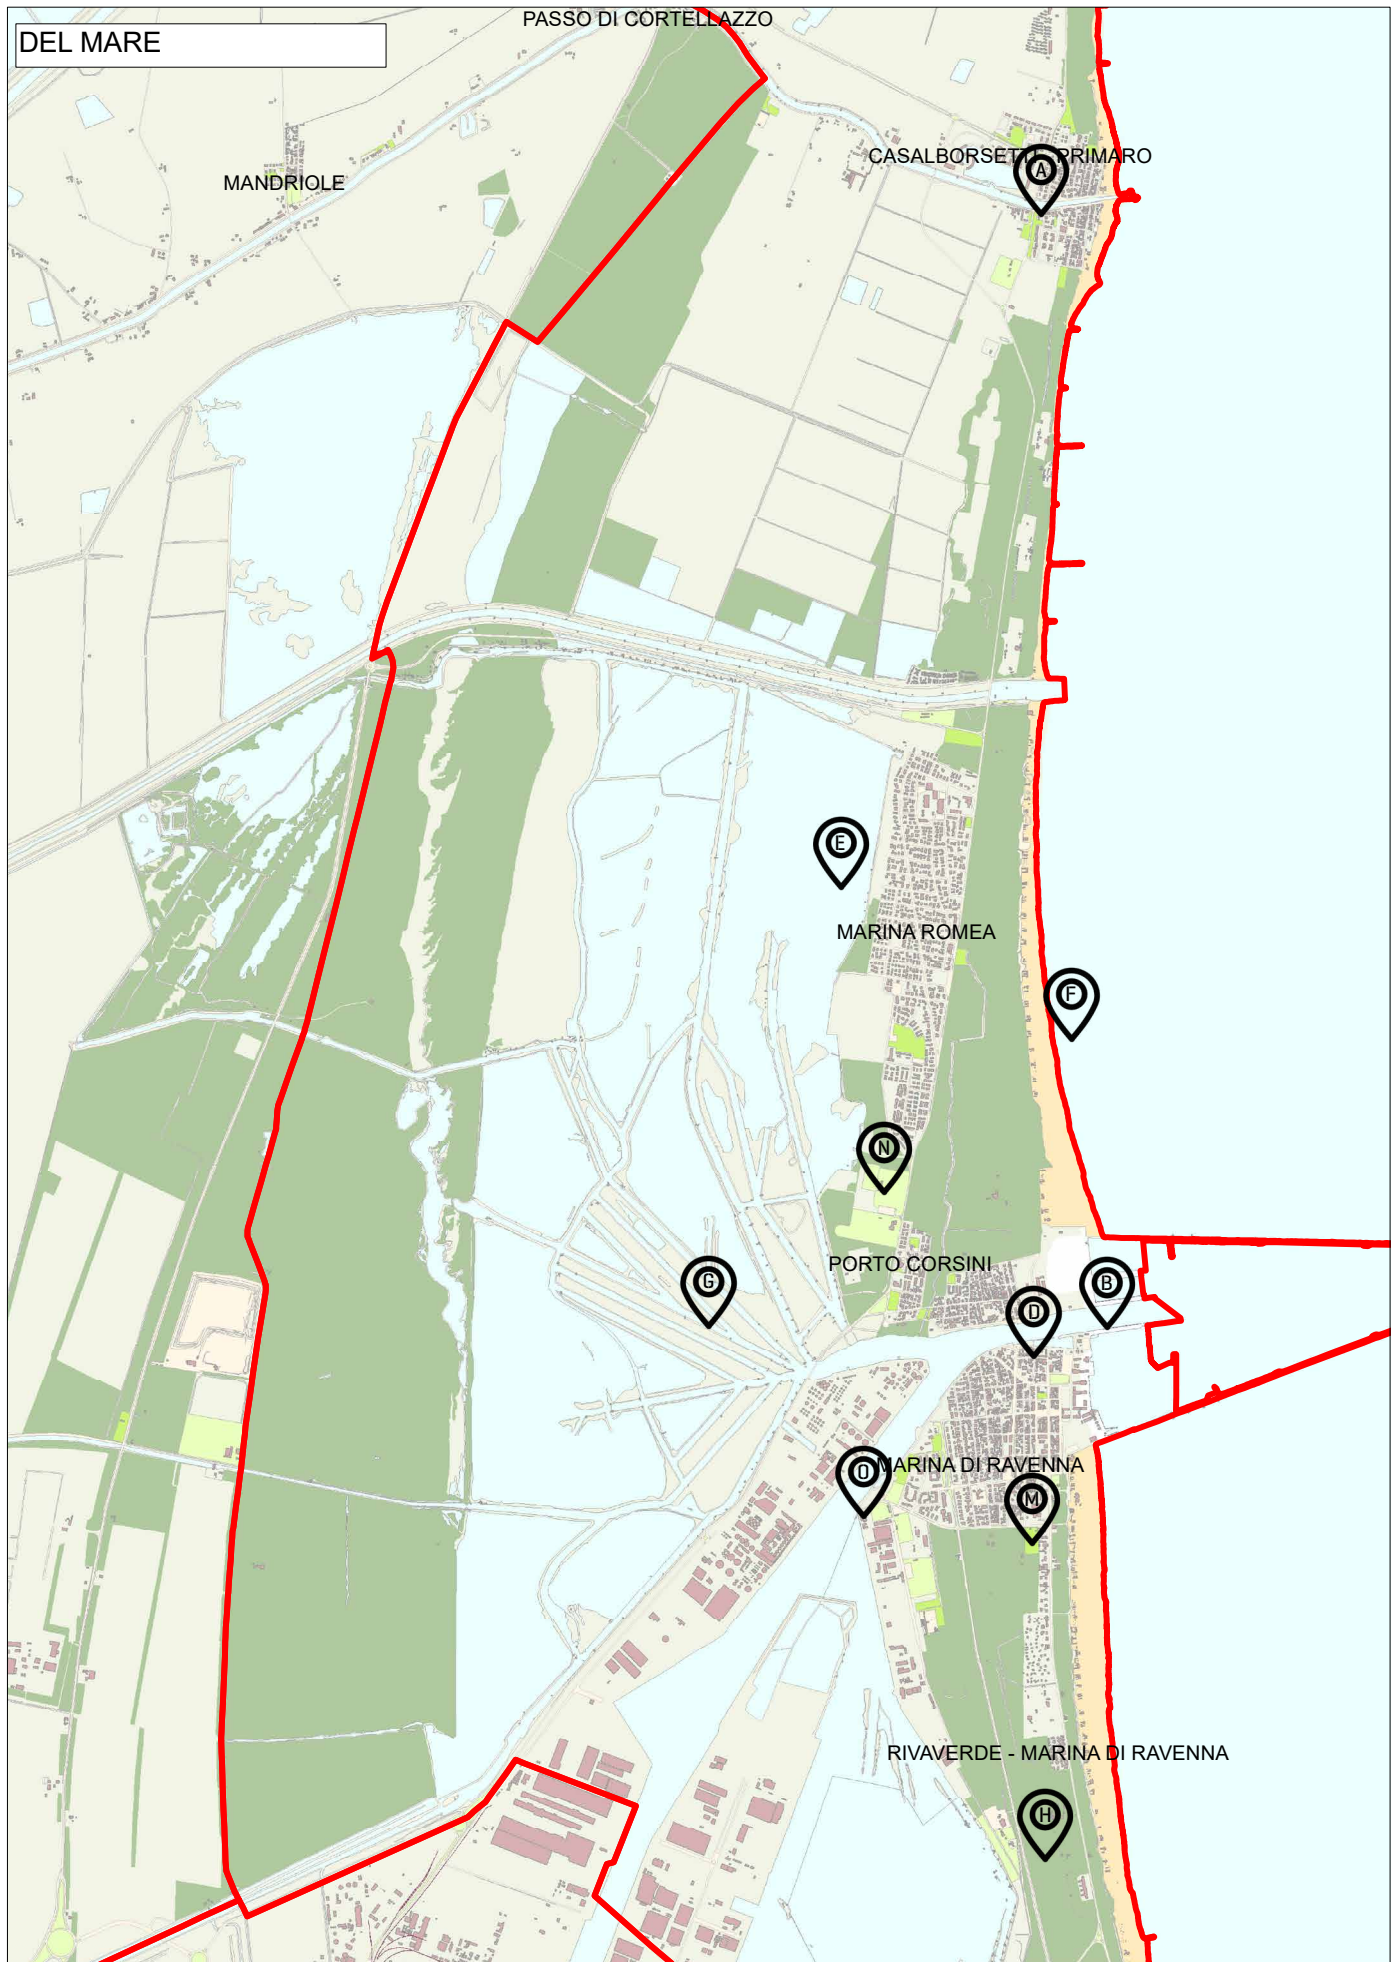 PASSO DI CORTELLAZZO
DEL MARE
CASALBORSETTI - PRIMARO
A
MANDRIOLE
E
MARINA ROMEA
F
N
PORTO CORSINI
G
B
D
MARINA DI RAVENNA
O
M
RIVAVERDE - MARINA DI RAVENNA
H